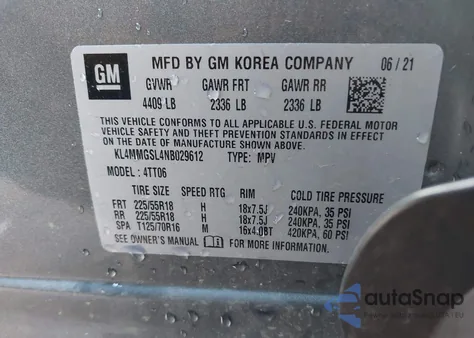 GM
MFD BY GM KOREA COMPANY 06/21
GVWR GAWR FRT GAWR RR
4409 LB 2336 LB 2336 LB
THIS VEHICLE CONFORMS TO ALL APPLICABLE U.S. FEDERAL MOTOR
VEHICLE SAFETY AND THEFT PREVENTION STANDARDS IN EFFECT
ON THE DATE OF MANUFACTURE SHOWN ABOVE.
KL4MMGSL4NB029612 TYPE: MPV
MODEL: 4TT06
TIRE SIZE SPEED RTG RIM COLD TIRE PRESSURE
FRT 225/55R18 H 18x7.5J 240KPA, 35 PSI
RR 225/55R18 H 18x7.5J 240KPA, 35 PSI
SPA T125/70R16 M 16x4.0BT 420KPA, 60 PSI
SEE OWNER'S MANUAL FOR MORE INFORMATION.
autoSnap